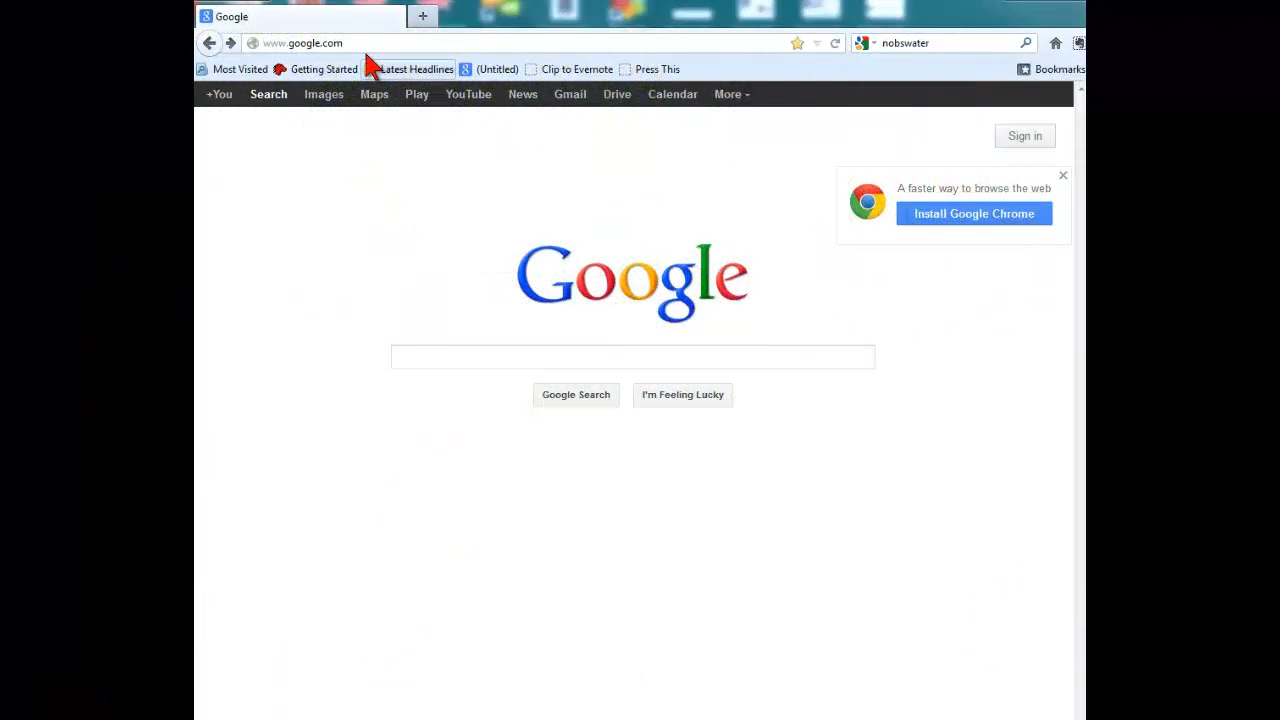 Google
www.google.com
nobswater
Most Visited Getting Started Latest Headlines (Untitled) Clip to Evernote Press This Bookmarks
+You Search Images Maps Play YouTube News Gmail Drive Calendar More
Sign in
A faster way to browse the web
Install Google Chrome
Google
Google Search I'm Feeling Lucky